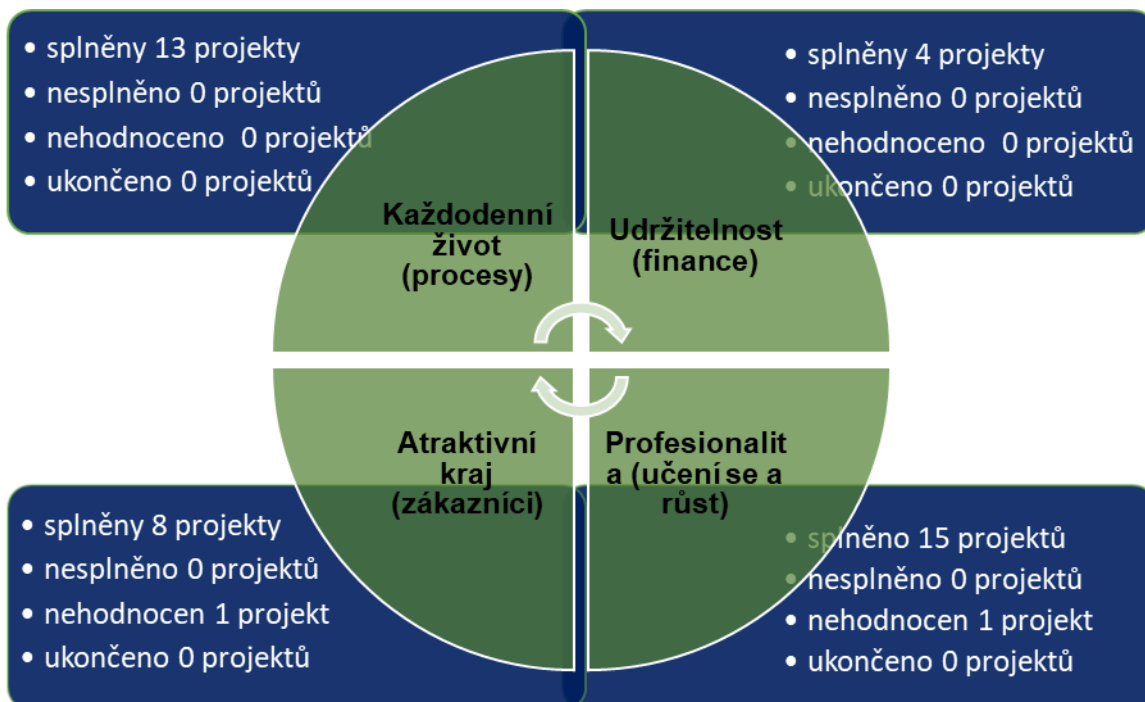 • splněny 13 projekty
• nesplněno 0 projektů
• nehodnoceno  0 projektů
• ukončeno 0 projektů
• splněny 4 projekty
• nesplněno 0 projektů
• nehodnoceno  0 projektů
• ukončeno 0 projektů
Každodenní
život
(procesy)
Udržitelnost
(finance)
Atraktivní
kraj
(zákazníci)
Profesionalit
a (učení se a
růst)
• splněny 8 projekty
• nesplněno 0 projektů
• nehodnocen 1 projekt
• ukončeno 0 projektů
• splněno 15 projektů
• nesplněno 0 projektů
• nehodnocen 1 projekt
• ukončeno 0 projektů